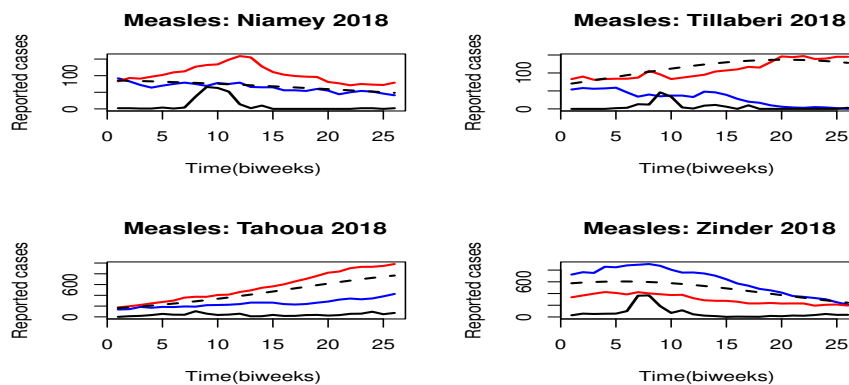 Measles: Niamey 2018
Reported cases
0 100
0 5 10 15 20 25
Time(biweeks)
Measles: Tillaberi 2018
Reported cases
0 100
0 5 10 15 20 25
Time(biweeks)
Measles: Tahoua 2018
Reported cases
0 600
0 5 10 15 20 25
Time(biweeks)
Measles: Zinder 2018
Reported cases
0 600
0 5 10 15 20 25
Time(biweeks)